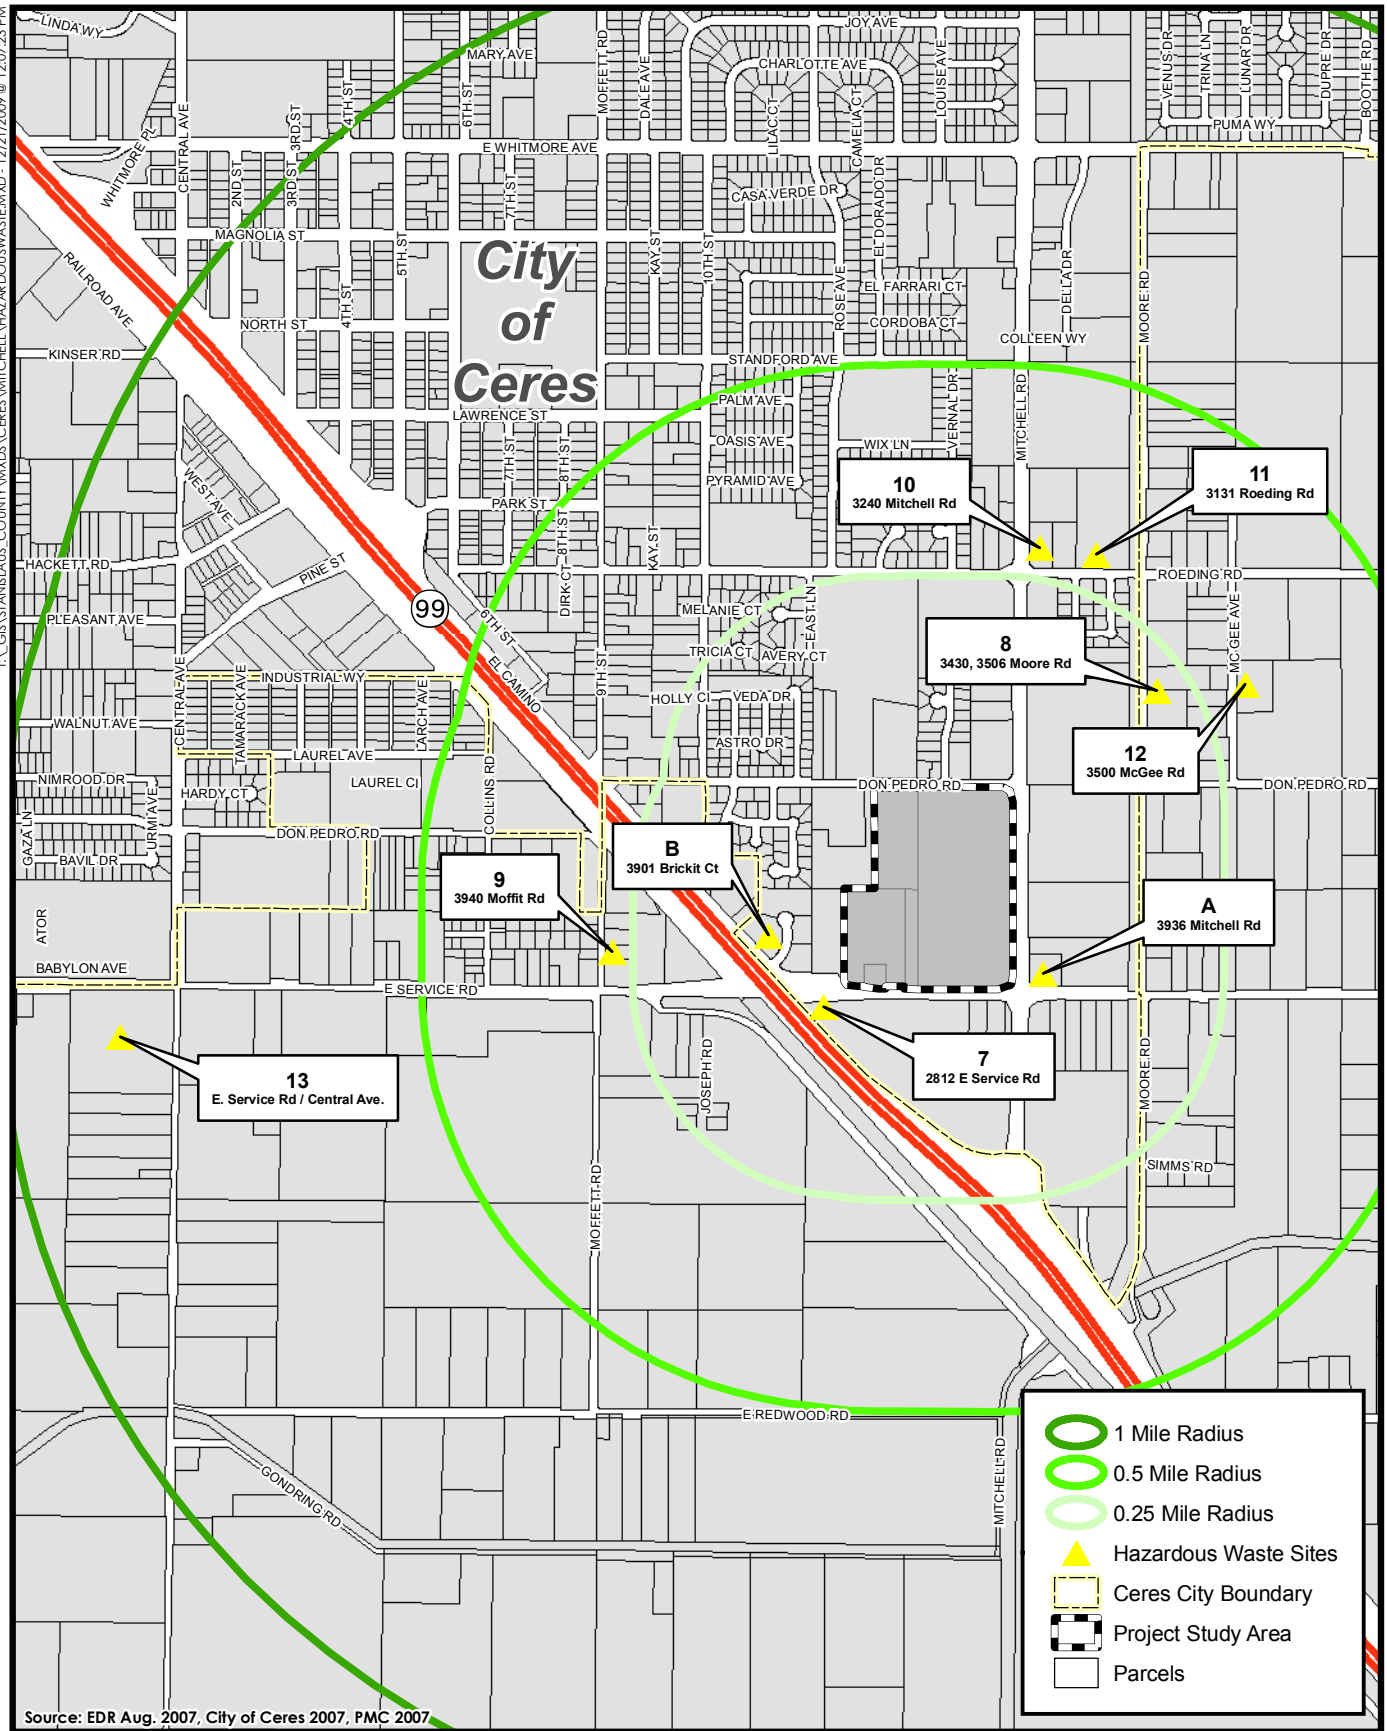 LINDA WY
MARY AVE
JOY AVE
CHARLOTTE AVE
MOFFETT RD
DALE AVE
LOUISE AVE
VENUS DR
TRINA LN
LUNAR DR
DUPRE DR
BOOTHE RD
PUMA WY
4TH ST
6TH ST
3RD ST
CENTRAL AVE
WHITMORE PL
E WHITMORE AVE
LILAC CT
CAMELIA CT
2ND ST
3RD ST
7TH ST
CASA VERDE DR
EL DORADO DR
MAGNOLIA ST
5TH ST
KAY ST
10TH ST
RAILROAD AVE
City
of
Ceres
ROSE AVE
EL FARRARI CT
DELLA DR
MOORE RD
4TH ST
NORTH ST
CORDOBA CT
COLLEEN WY
KINSER RD
STANDFORD AVE
PALM AVE
VERNAL DR
MITCHELL RD
LAWRENCE ST
7TH ST
8TH ST
OASIS AVE
WIX LN
WEST AVE
PYRAMID AVE
10
3240 Mitchell Rd
11
3131 Roeding Rd
PARK ST
8TH ST
DIRK CT
KAY ST
HACKETT RD
PINE ST
ROEDING RD
99
MELANIE CT
EAST LN
PLEASANT AVE
6TH ST
TRICIA CT
AVERY CT
8
3430, 3506 Moore Rd
MC GEE AVE
CENTRAL AVE
TAMARACK AVE
INDUSTRIAL WY
LARCH AVE
EL CAMINO
9TH ST
HOLLY CI
VEDA DR
WALNUT AVE
LAUREL AVE
ASTRO DR
12
3500 McGee Rd
NIMROOD DR
HARDY CT
LAUREL CI
COLLINS RD
DON PEDRO RD
DON PEDRO RD
GAZA LN
URMI AVE
DON PEDRO RD
BAVIL DR
B
3901 Brickit Ct
9
3940 Moffit Rd
A
3936 Mitchell Rd
ATOR
BABYLON AVE
E SERVICE RD
13
E. Service Rd / Central Ave.
JOSEPH RD
7
2812 E Service Rd
MOORE RD
SIMMS RD
MOFFETT RD
E REDWOOD RD
MITCHELL RD
GONDRING RD
1 Mile Radius
0.5 Mile Radius
0.25 Mile Radius
Hazardous Waste Sites
Ceres City Boundary
Project Study Area
Parcels
Source: EDR Aug. 2007, City of Ceres 2007, PMC 2007